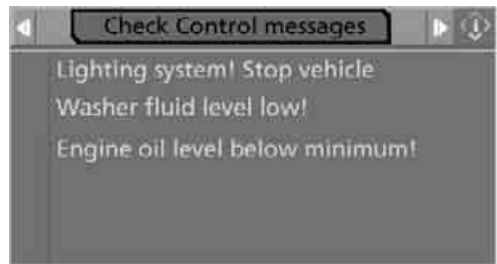 Check Control messages
Lighting system! Stop vehicle
Washer fluid level low!
Engine oil level below minimum!